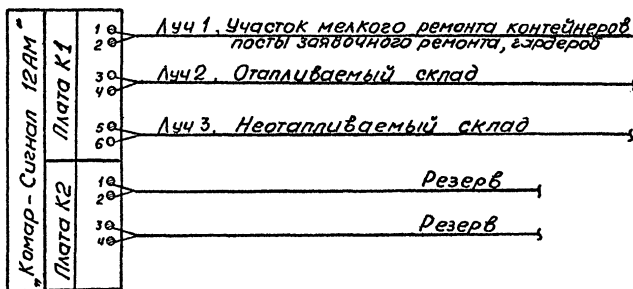 „Комар-Сигнал 12АМ"
Плата К1
1 Луч 1. Участок мелкого ремонта контейнеров
2 посты заявочного ремонта, гардероб
3 Луч 2. Отапливаемый склад
4
5 Луч 3. Неотапливаемый склад
6
Плата К2
1 Резерв
2
3 Резерв
4